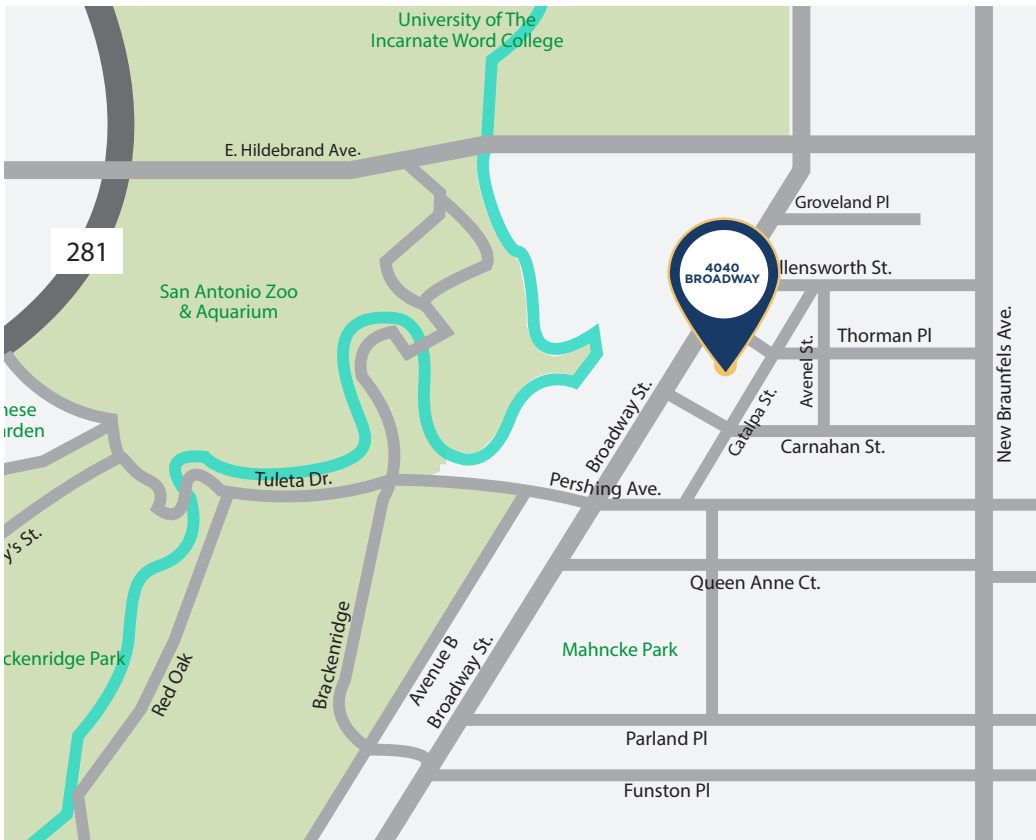 University of The
Incarnate Word College
E. Hildebrand Ave.
Groveland Pl
281
4040
BROADWAY
llensworth St.
San Antonio Zoo
& Aquarium
Thorman Pl
Avenel St.
New Braunfels Ave.
Broadway St.
Catalpa St.
nese
arden
Carnahan St.
Tuleta Dr.
Pershing Ave.
y's St.
Queen Anne Ct.
Mahncke Park
ckenridge Park
Red Oak
Brackenridge
Avenue B
Broadway St.
Parland Pl
Funston Pl